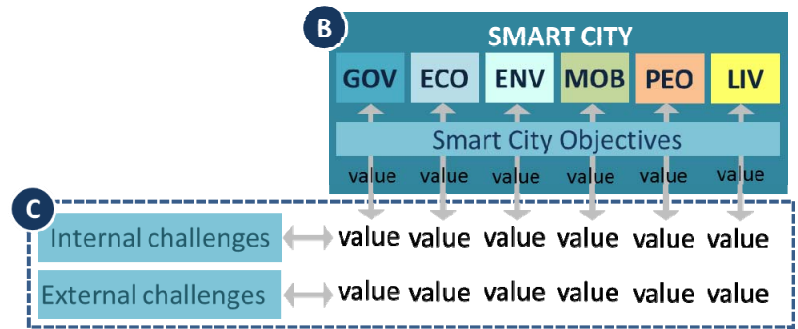 B
SMART CITY
GOV ECO ENV MOB PEO LIV
Smart City Objectives
value value value value value value
C
Internal challenges value value value value value value
External challenges value value value value value value